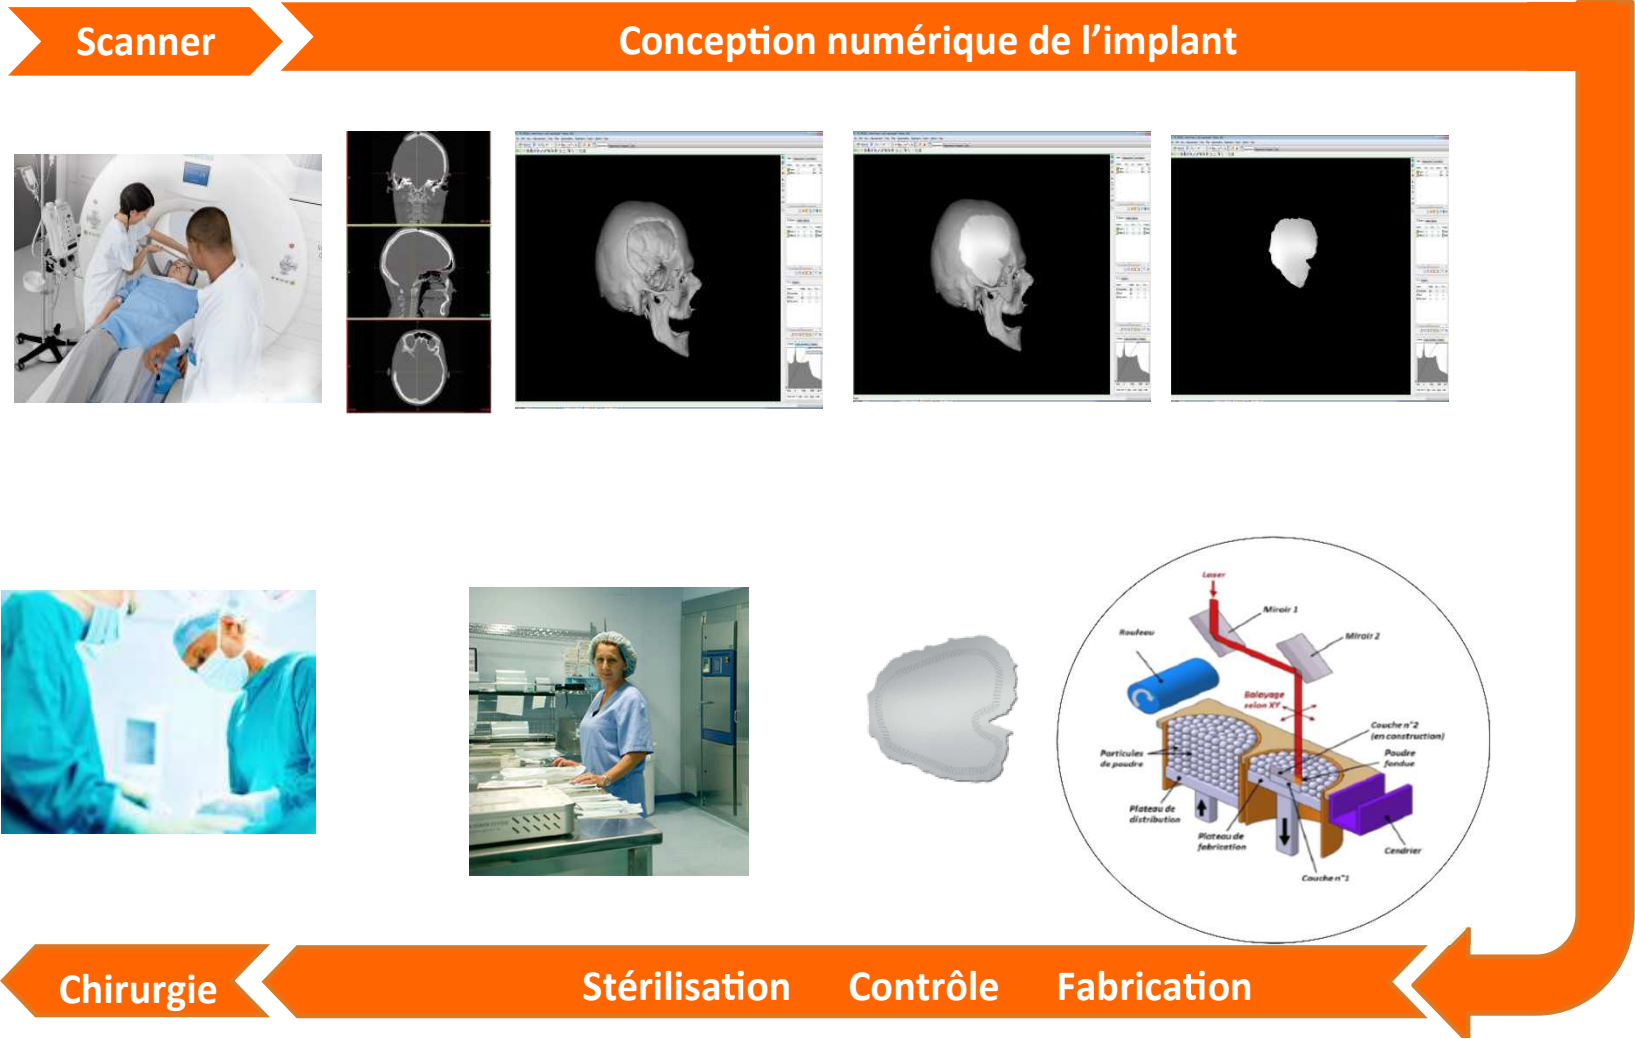 Scanner
Conception numérique de l'implant
Laser
Miroir 1
Miroir 2
Rouleau
Balayage
selon XY
Couche n°2
(en construction)
Particules
de poudre
Poudre
fondue
Plateau de
distribution
Plateau de
fabrication
Cendrier
Couche n°1
Chirurgie
Stérilisation Contrôle Fabrication